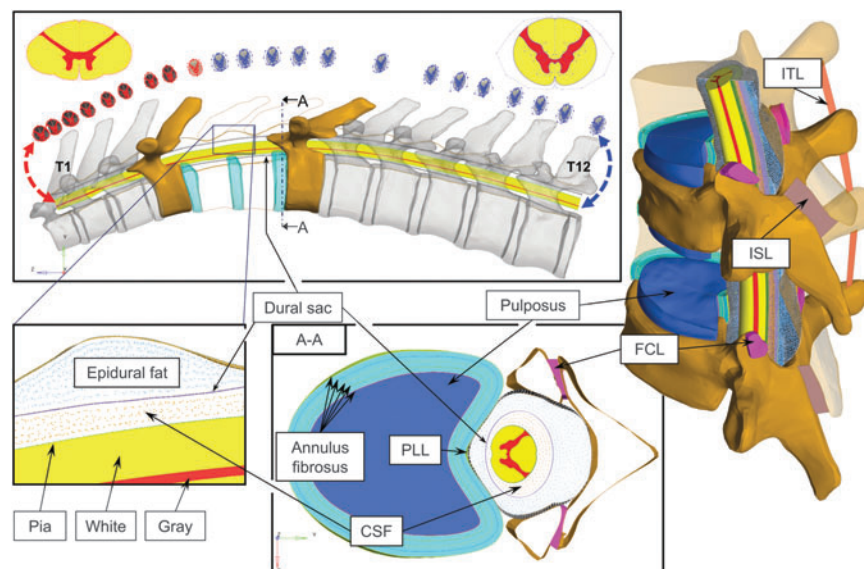 A
A
T1
T12
ITL
ISL
Dural sac
Pulposus
FCL
A-A
Epidural fat
Annulus
fibrosus
PLL
Pia
White
Gray
CSF